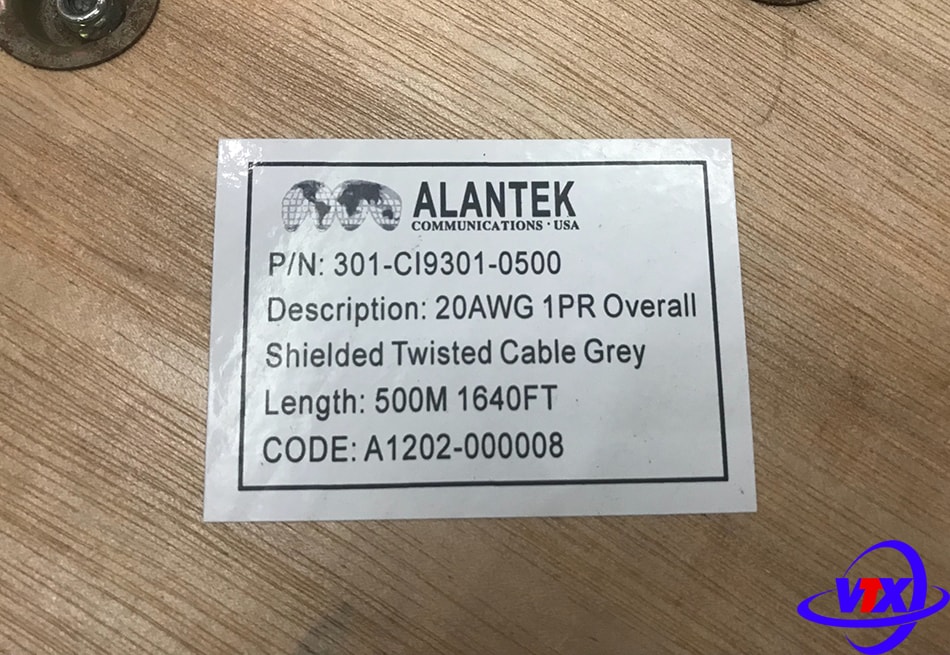 ALANTEK
COMMUNICATIONS · USA
P/N: 301-CI9301-0500
Description: 20AWG 1PR Overall
Shielded Twisted Cable Grey
Length: 500M 1640FT
CODE: A1202-000008
VTX